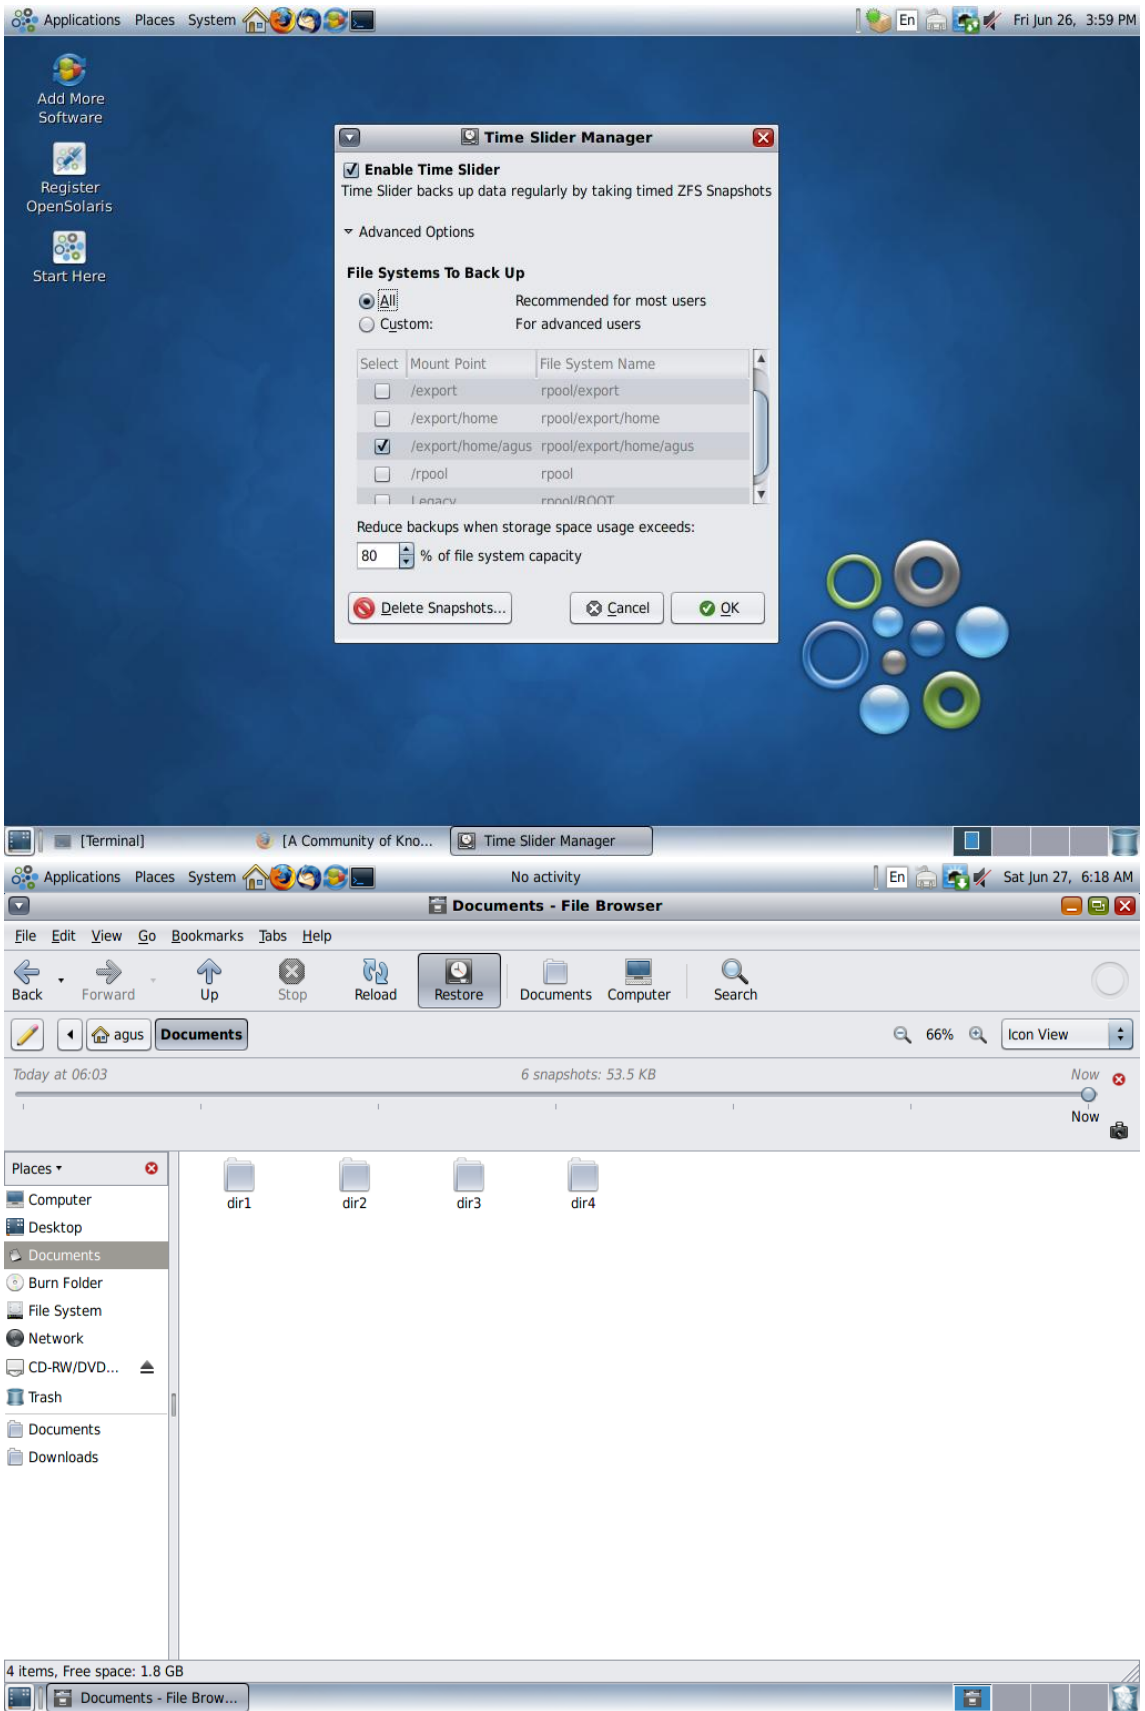 Applications Places System En Fri Jun 26, 3:59 PM
Add More
Software
Register
OpenSolaris
Start Here
Time Slider Manager
Enable Time Slider
Time Slider backs up data regularly by taking timed ZFS Snapshots
Advanced Options
File Systems To Back Up
All Recommended for most users
Custom: For advanced users
Select Mount Point File System Name
/export rpool/export
/export/home rpool/export/home
/export/home/agus rpool/export/home/agus
/rpool rpool
Legacy rpool/ROOT
Reduce backups when storage space usage exceeds:
80 % of file system capacity
Delete Snapshots... Cancel OK
[Terminal] [A Community of Kno... Time Slider Manager
Applications Places System No activity En Sat Jun 27, 6:18 AM
Documents - File Browser
File Edit View Go Bookmarks Tabs Help
Back Forward Up Stop Reload Restore Documents Computer Search
agus Documents 66% Icon View
Today at 06:03 6 snapshots: 53.5 KB Now
Now
Places
Computer
Desktop
Documents
Burn Folder
File System
Network
CD-RW/DVD...
Trash
Documents
Downloads
dir1 dir2 dir3 dir4
4 items, Free space: 1.8 GB
Documents - File Brow...